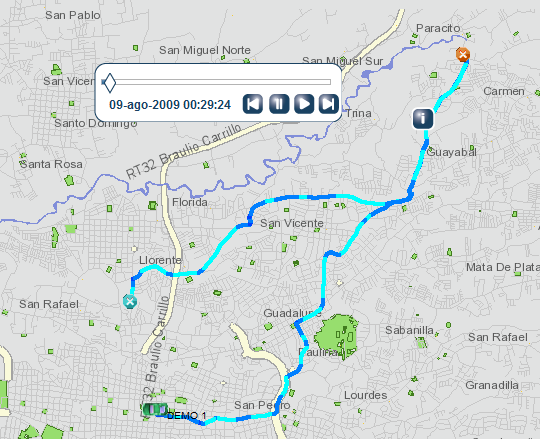 San Pablo
Paracito
San Miguel Norte
San Miguel Sur
San Vicen
09-ago-2009 00:29:24
Carmen
Trina
Santo Domingo
RT32 Braulio Carrillo
Guayabal
Santa Rosa
Florida
San Vicente
Llorente
Mata De Plata
San Rafael
Guadalupe
Sabanilla
San Rafael
Paulina
RT32 Braulio Carrillo
Granadilla
Lourdes
San Pedro
DEMO 1